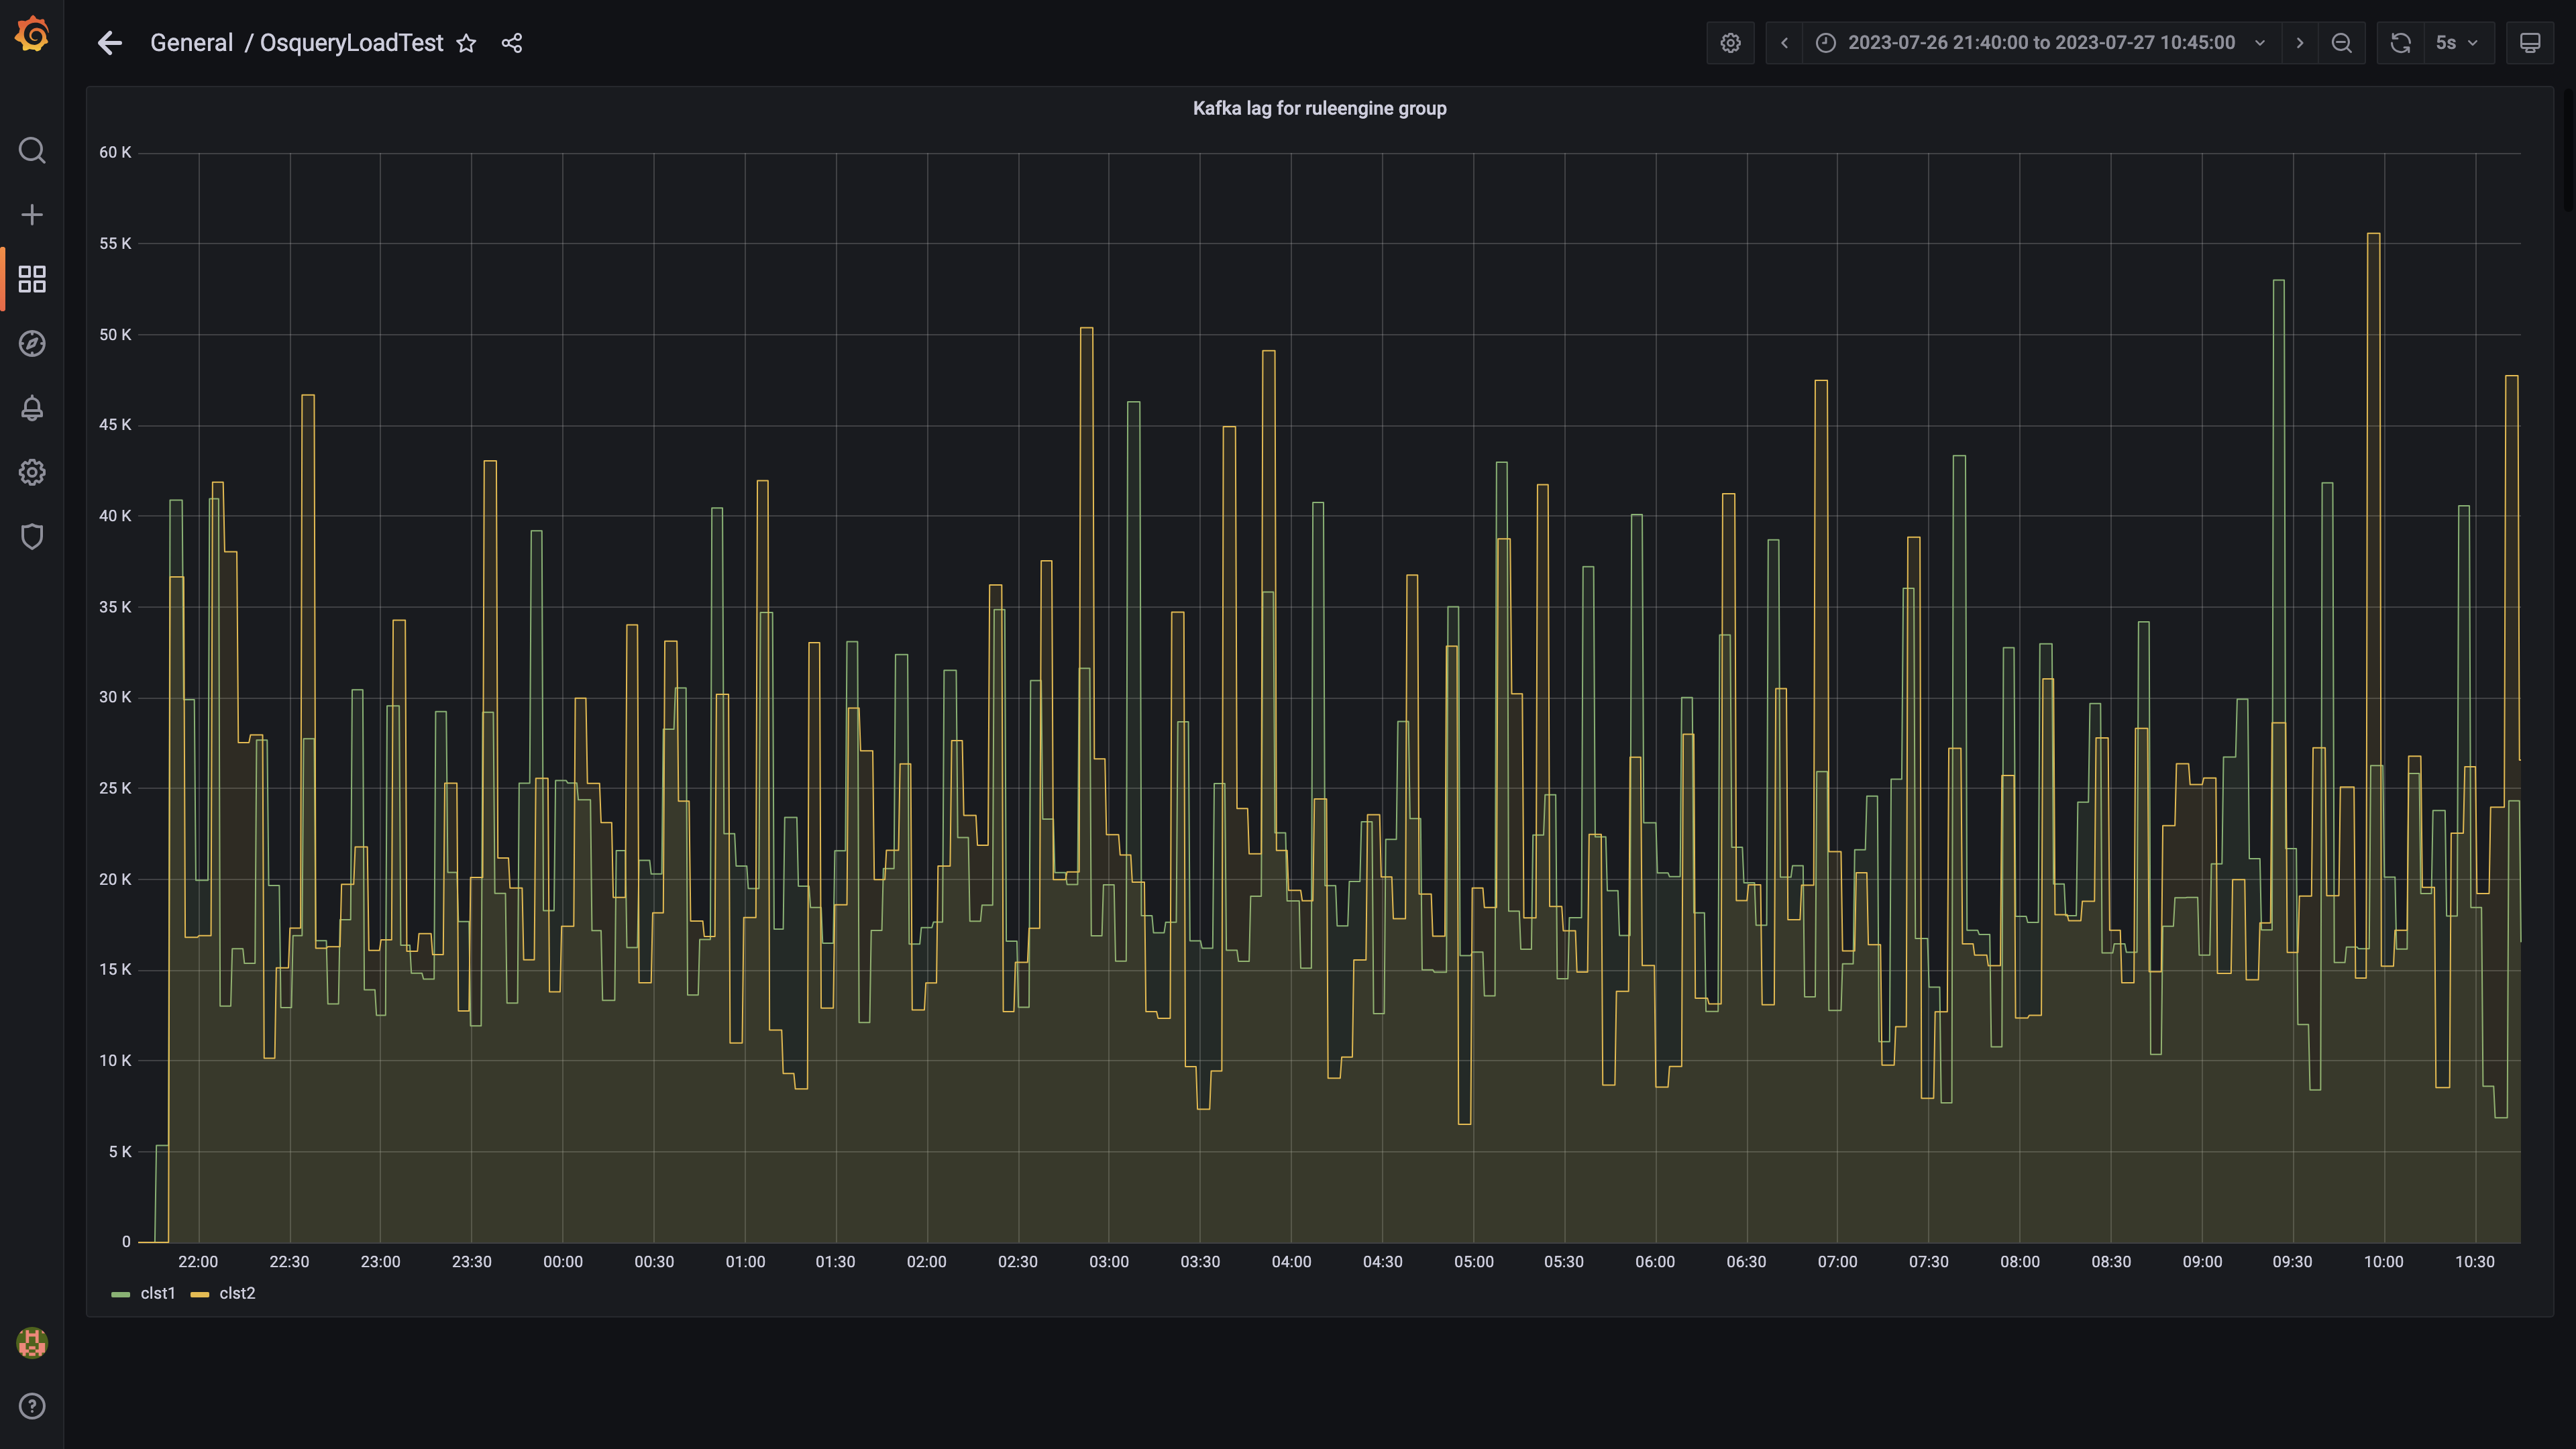 General / OsqueryLoadTest
2023-07-26 21:40:00 to 2023-07-27 10:45:00
5s
Kafka lag for ruleengine group
60 K
55 K
50 K
45 K
40 K
35 K
30 K
25 K
20 K
15 K
10 K
5 K
0
22:00 22:30 23:00 23:30 00:00 00:30 01:00 01:30 02:00 02:30 03:00 03:30 04:00 04:30 05:00 05:30 06:00 06:30 07:00 07:30 08:00 08:30 09:00 09:30 10:00 10:30
clst1 clst2